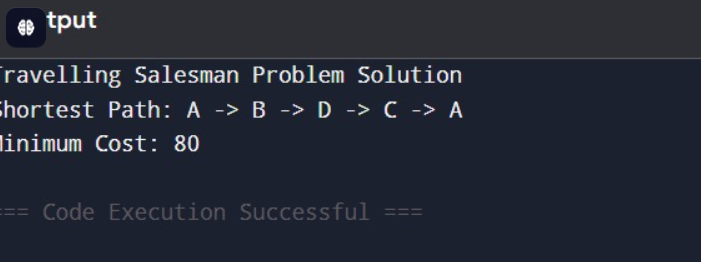 tput
Travelling Salesman Problem Solution
Shortest Path: A -> B -> D -> C -> A
Minimum Cost: 80
=== Code Execution Successful ===